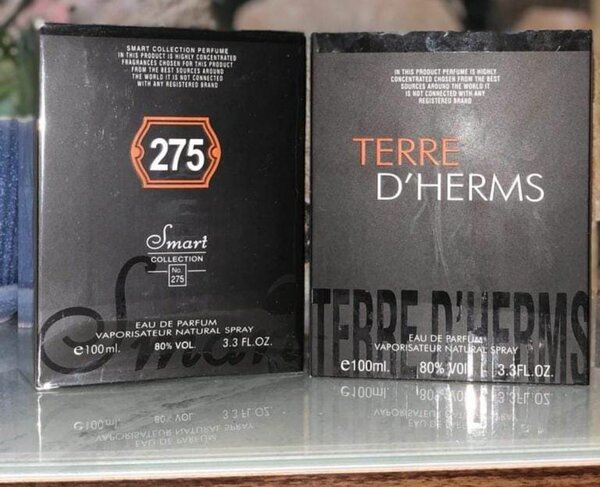 SMART COLLECTION PERFUME
IN THIS PRODUCT IS HIGHLY CONCENTRATED
FRAGRANCES CHOSEN FOR THIS PRODUCT
FROM THE BEST SOURCES AROUND
THE WORLD IT IS NOT CONNECTED
WITH ANY REGISTERED BRAND
275
Smart
COLLECTION
No.
275
Smart
EAU DE PARFUM
VAPORISATEUR NATURAL SPRAY
e100ml. 80% VOL. 3.3 FL.OZ.
IN THIS PRODUCT PERFUME IS HIGHLY
CONCENTRATED CHOSEN FROM THE BEST
SOURCES AROUND THE WORLD IT
IS NOT CONNECTED WITH ANY
REGISTERED BRAND
TERRE
D'HERMS
TERRE D'HERMS
EAU DE PARFUM
VAPORISATEUR NATURAL SPRAY
e100ml. 80% VOL 3.3FL.OZ.